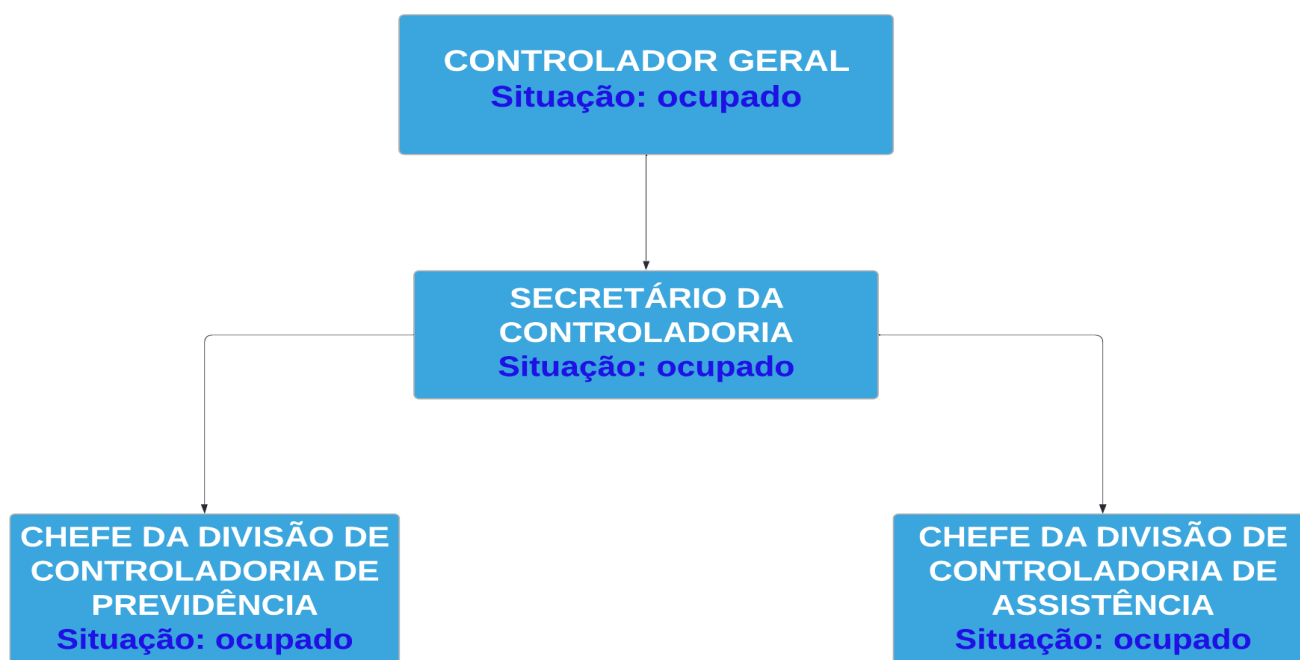 CONTROLADOR GERAL
Situação: ocupado
SECRETÁRIO DA
CONTROLADORIA
Situação: ocupado
CHEFE DA DIVISÃO DE
CONTROLADORIA DE
PREVIDÊNCIA
Situação: ocupado
CHEFE DA DIVISÃO DE
CONTROLADORIA DE
ASSISTÊNCIA
Situação: ocupado